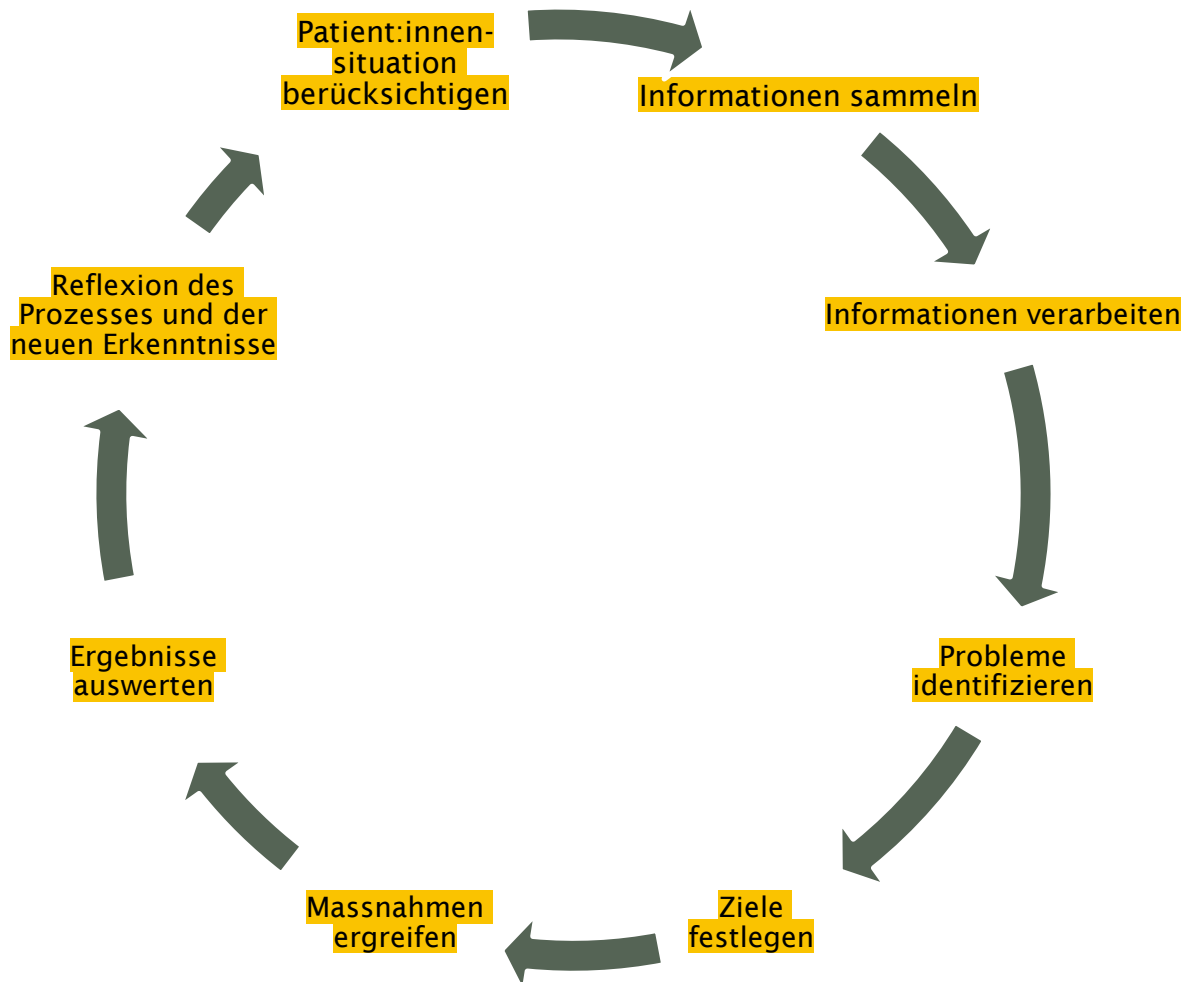 Patient:innen-
situation
berücksichtigen
Informationen sammeln
Informationen verarbeiten
Probleme
identifizieren
Ziele
festlegen
Massnahmen
ergreifen
Ergebnisse
auswerten
Reflexion des
Prozesses und der
neuen Erkenntnisse